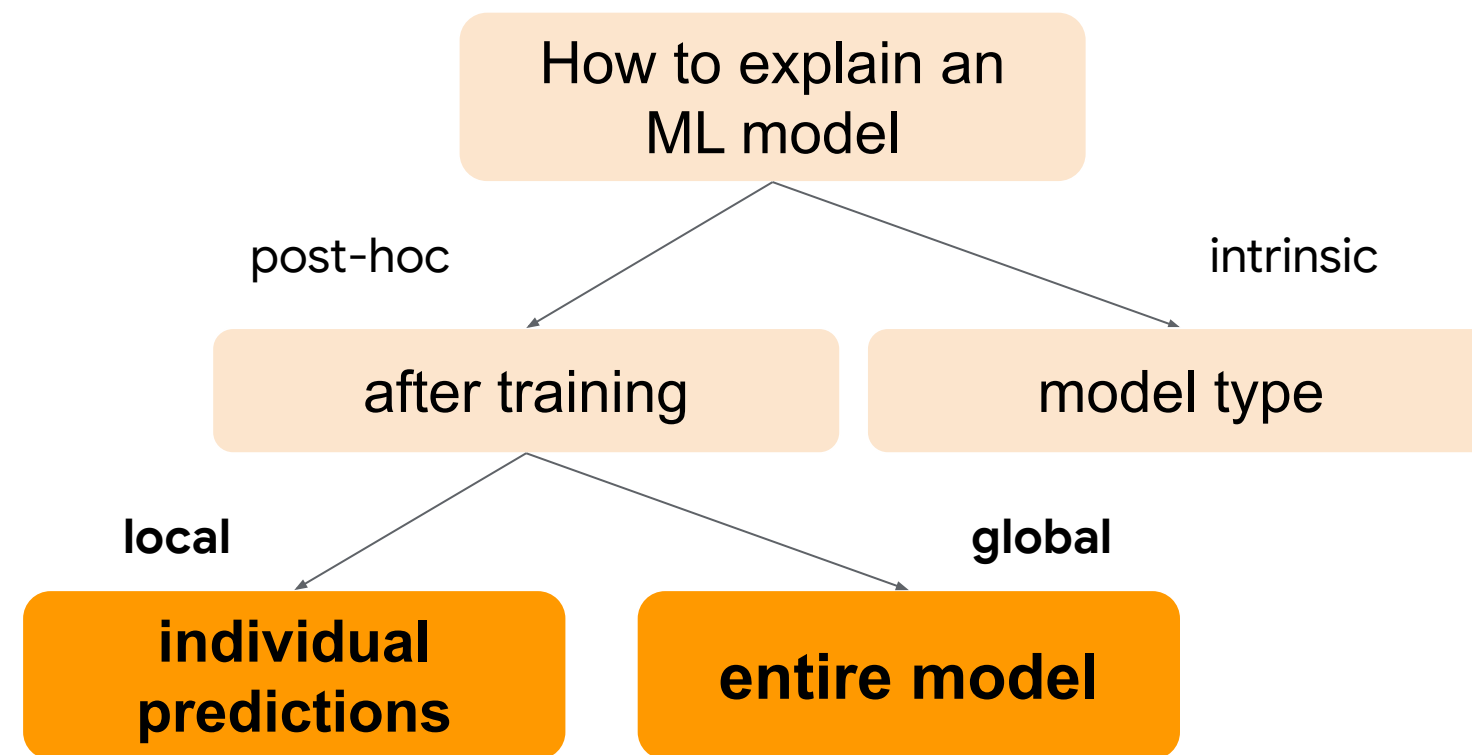 How to explain an
ML model
post-hoc
intrinsic
after training
model type
local
global
individual
predictions
entire model